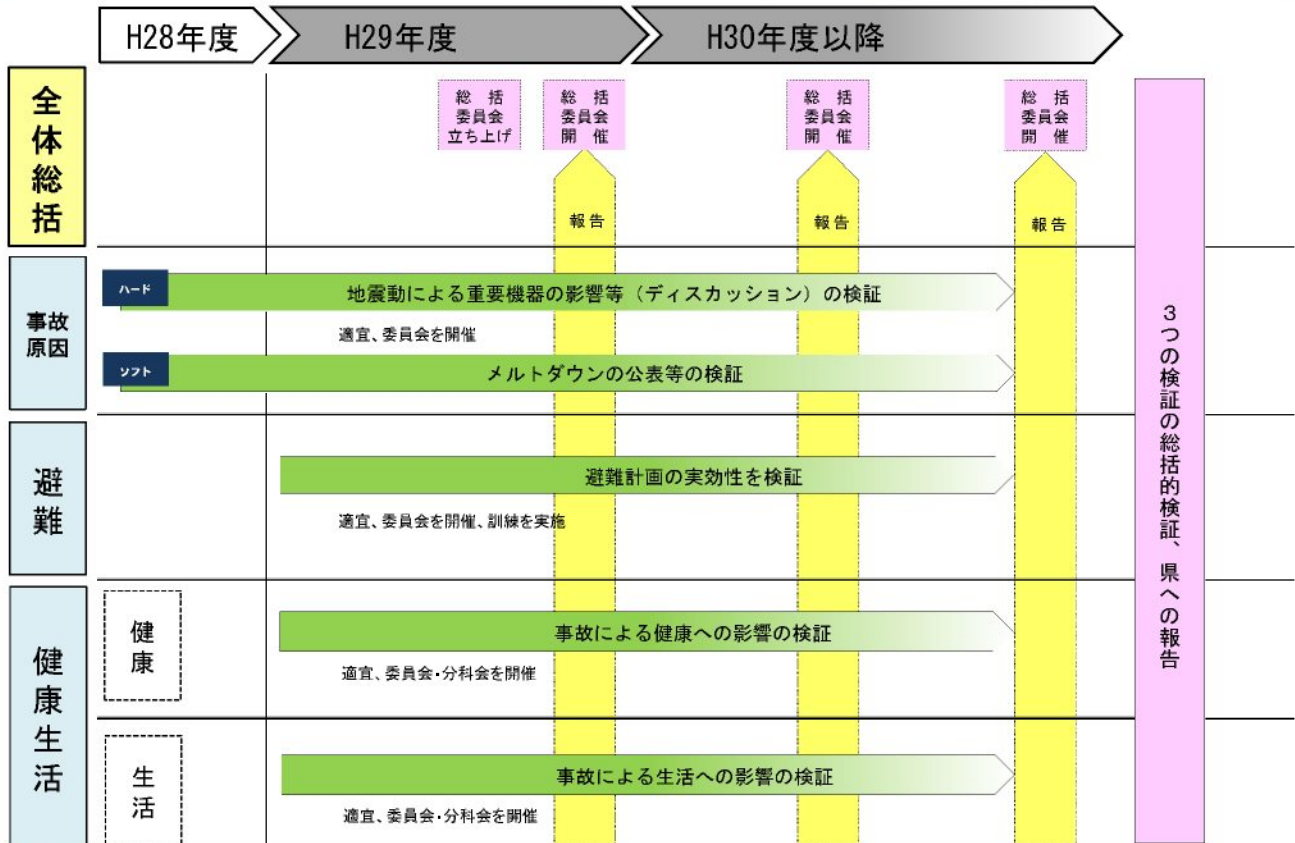 H28年度
H29年度
H30年度以降
全体総括
総 括
委員会
立ち上げ
総 括
委員会
開 催
総 括
委員会
開 催
総 括
委員会
開 催
報告
報告
報告
事故
原因
ハード
地震動による重要機器の影響等（ディスカッション）の検証
適宜、委員会を開催
ソフト
メルトダウンの公表等の検証
避難
避難計画の実効性を検証
適宜、委員会を開催、訓練を実施
健康生活
健康
事故による健康への影響の検証
適宜、委員会・分科会を開催
生活
事故による生活への影響の検証
適宜、委員会・分科会を開催
３つの検証の総括的検証、県への報告